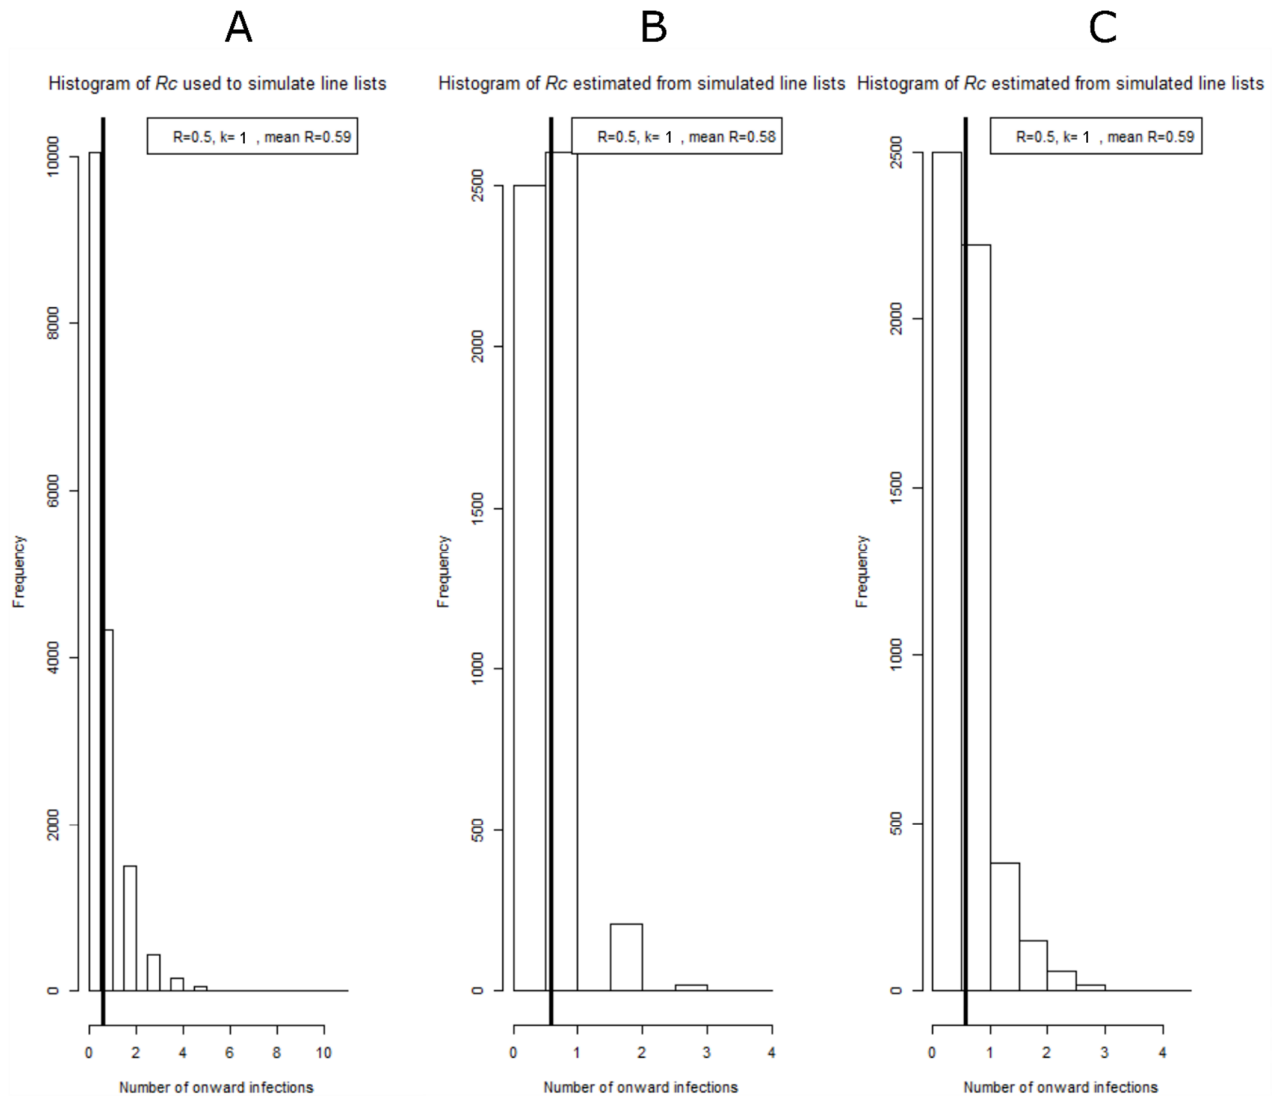 A
B
C
Histogram of Rc used to simulate line lists
Histogram of Rc estimated from simulated line lists
Histogram of Rc estimated from simulated line lists
R=0.5, k= 1 , mean R=0.59
R=0.5, k= 1 , mean R=0.58
R=0.5, k= 1 , mean R=0.59
Frequency
0
2000
4000
6000
8000
10000
0
2
4
6
8
10
Number of onward infections
Frequency
0
500
1000
1500
2000
2500
0
1
2
3
4
Number of onward infections
Frequency
0
500
1000
1500
2000
2500
0
1
2
3
4
Number of onward infections